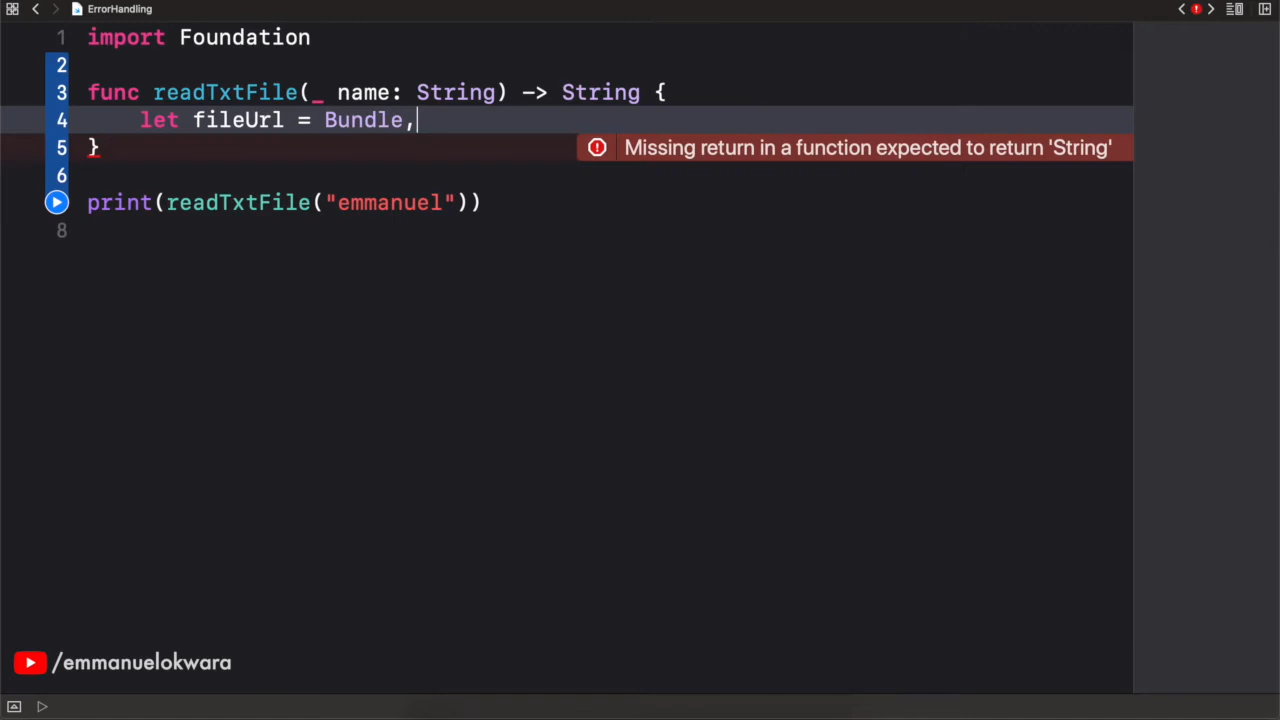 ErrorHandling
1 import Foundation
2
3 func readTxtFile(_ name: String) -> String {
4 let fileUrl = Bundle,
5 } Missing return in a function expected to return 'String'
6
print(readTxtFile("emmanuel"))
8
/emmanuelokwara